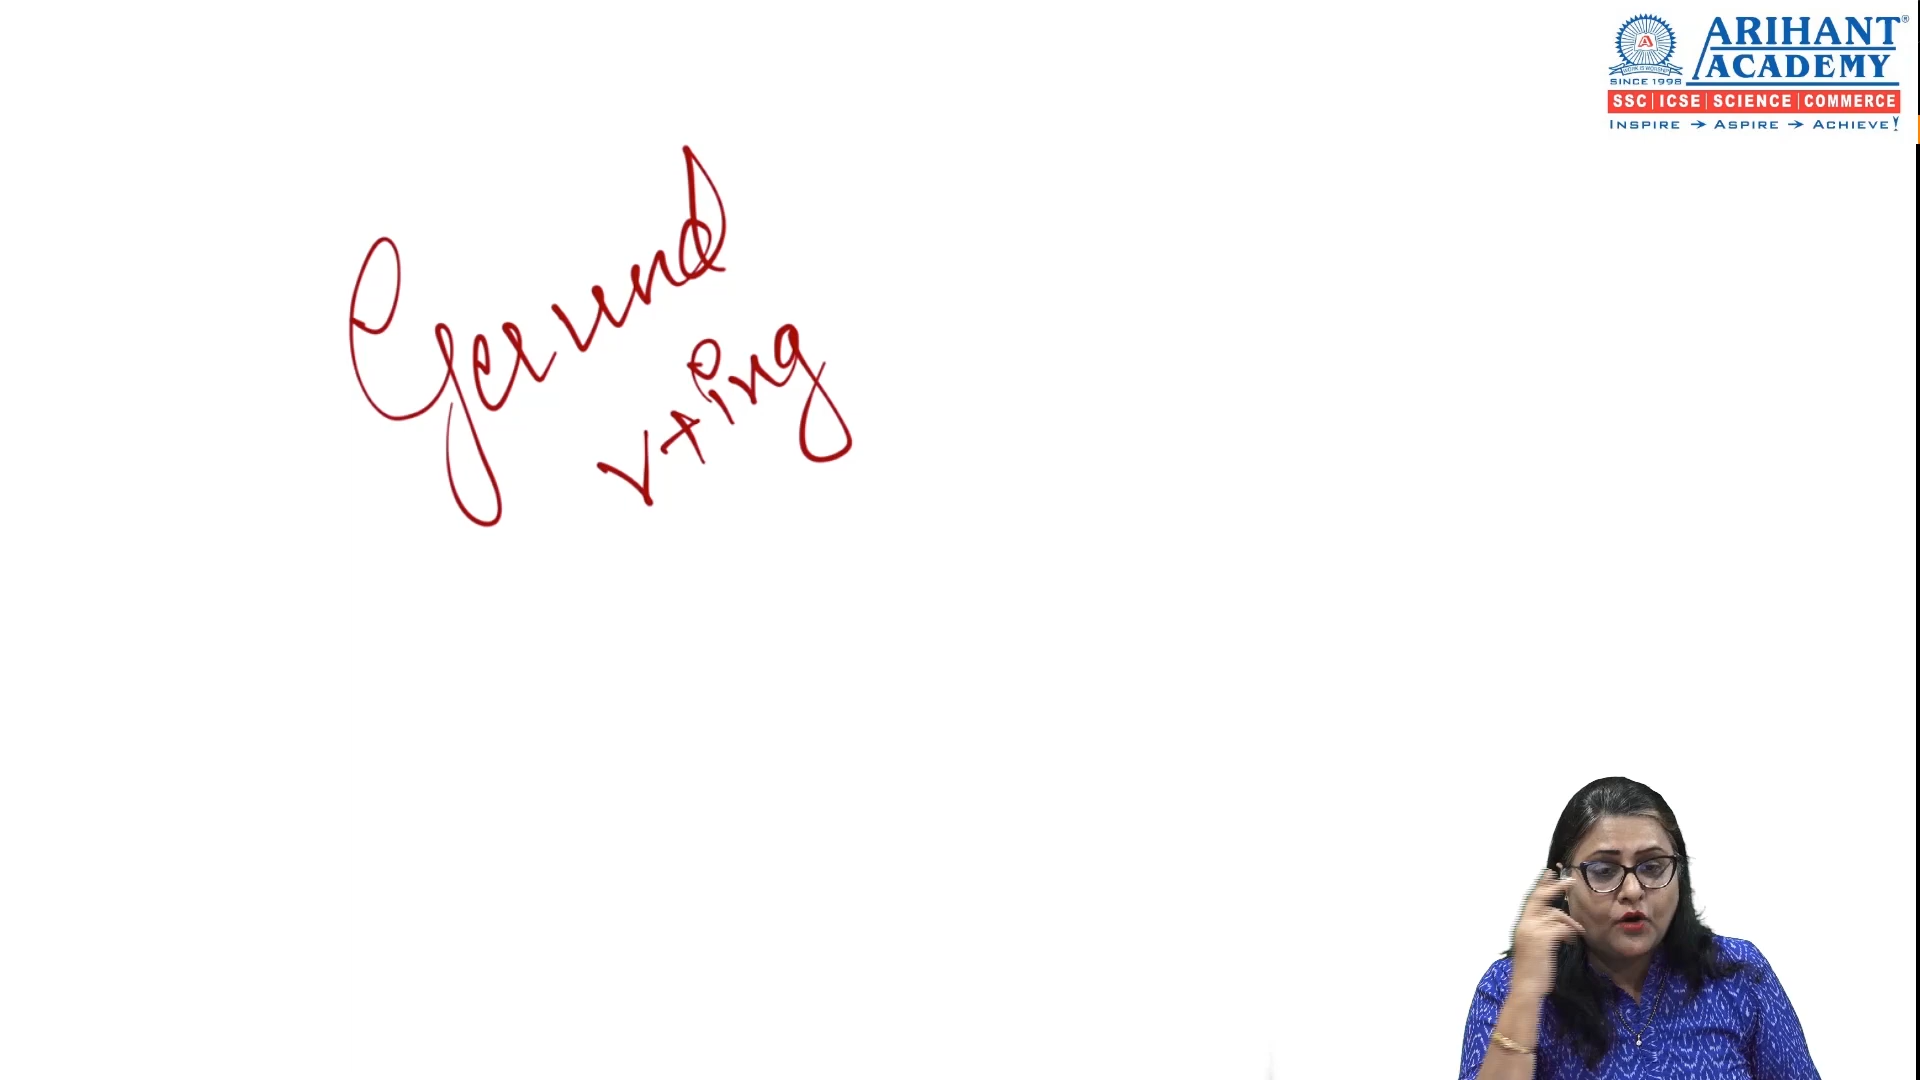 ARIHANT®
ACADEMY
A
SINCE 1998
SSC | ICSE | SCIENCE | COMMERCE
INSPIRE → ASPIRE → ACHIEVE!
Gerund
v+ing